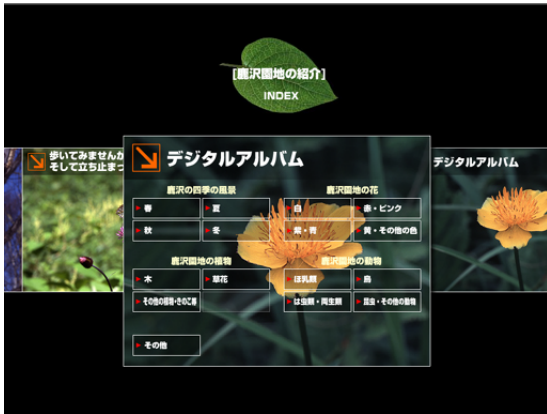 [鹿沢園地の紹介]
INDEX
歩いてみませんか
そして立ち止まっ
デジタルアルバム
デジタルアルバム
鹿沢の四季の風景
鹿沢園地の花
春
夏
白
赤・ピンク
秋
冬
紫・青
黄・その他の色
鹿沢園地の植物
鹿沢園地の動物
木
草花
ほ乳類
鳥
その他の植物・きのこ類
は虫類・両生類
昆虫・その他の動物
その他